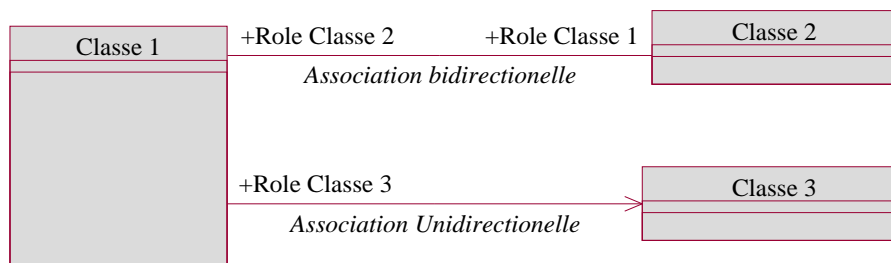 Classe 1
+Role Classe 2
+Role Classe 1
Classe 2
Association bidirectionelle
+Role Classe 3
Classe 3
Association Unidirectionelle